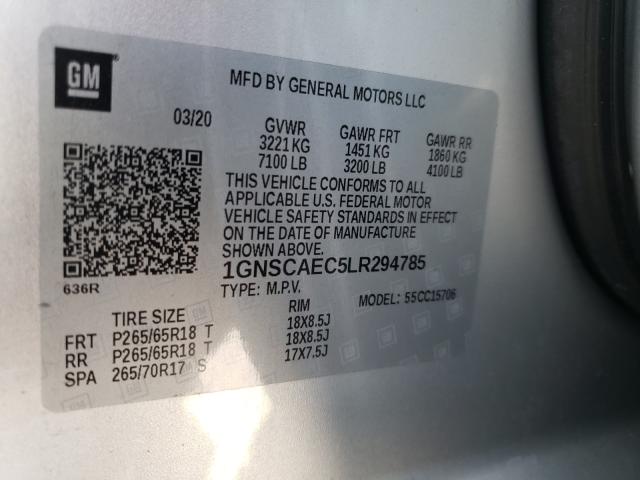 GM
MFD BY GENERAL MOTORS LLC
03/20
GVWR GAWR FRT GAWR RR
3221 KG 1451 KG 1860 KG
7100 LB 3200 LB 4100 LB
THIS VEHICLE CONFORMS TO ALL
APPLICABLE U.S. FEDERAL MOTOR
VEHICLE SAFETY STANDARDS IN EFFECT
ON THE DATE OF MANUFACTURE
SHOWN ABOVE.
1GNSCAEC5LR294785
636R
TYPE: M.P.V. MODEL: 55CC15706
TIRE SIZE RIM
FRT P265/65R18 T 18X8.5J
RR P265/65R18 T 18X8.5J
SPA 265/70R17 S 17X7.5J